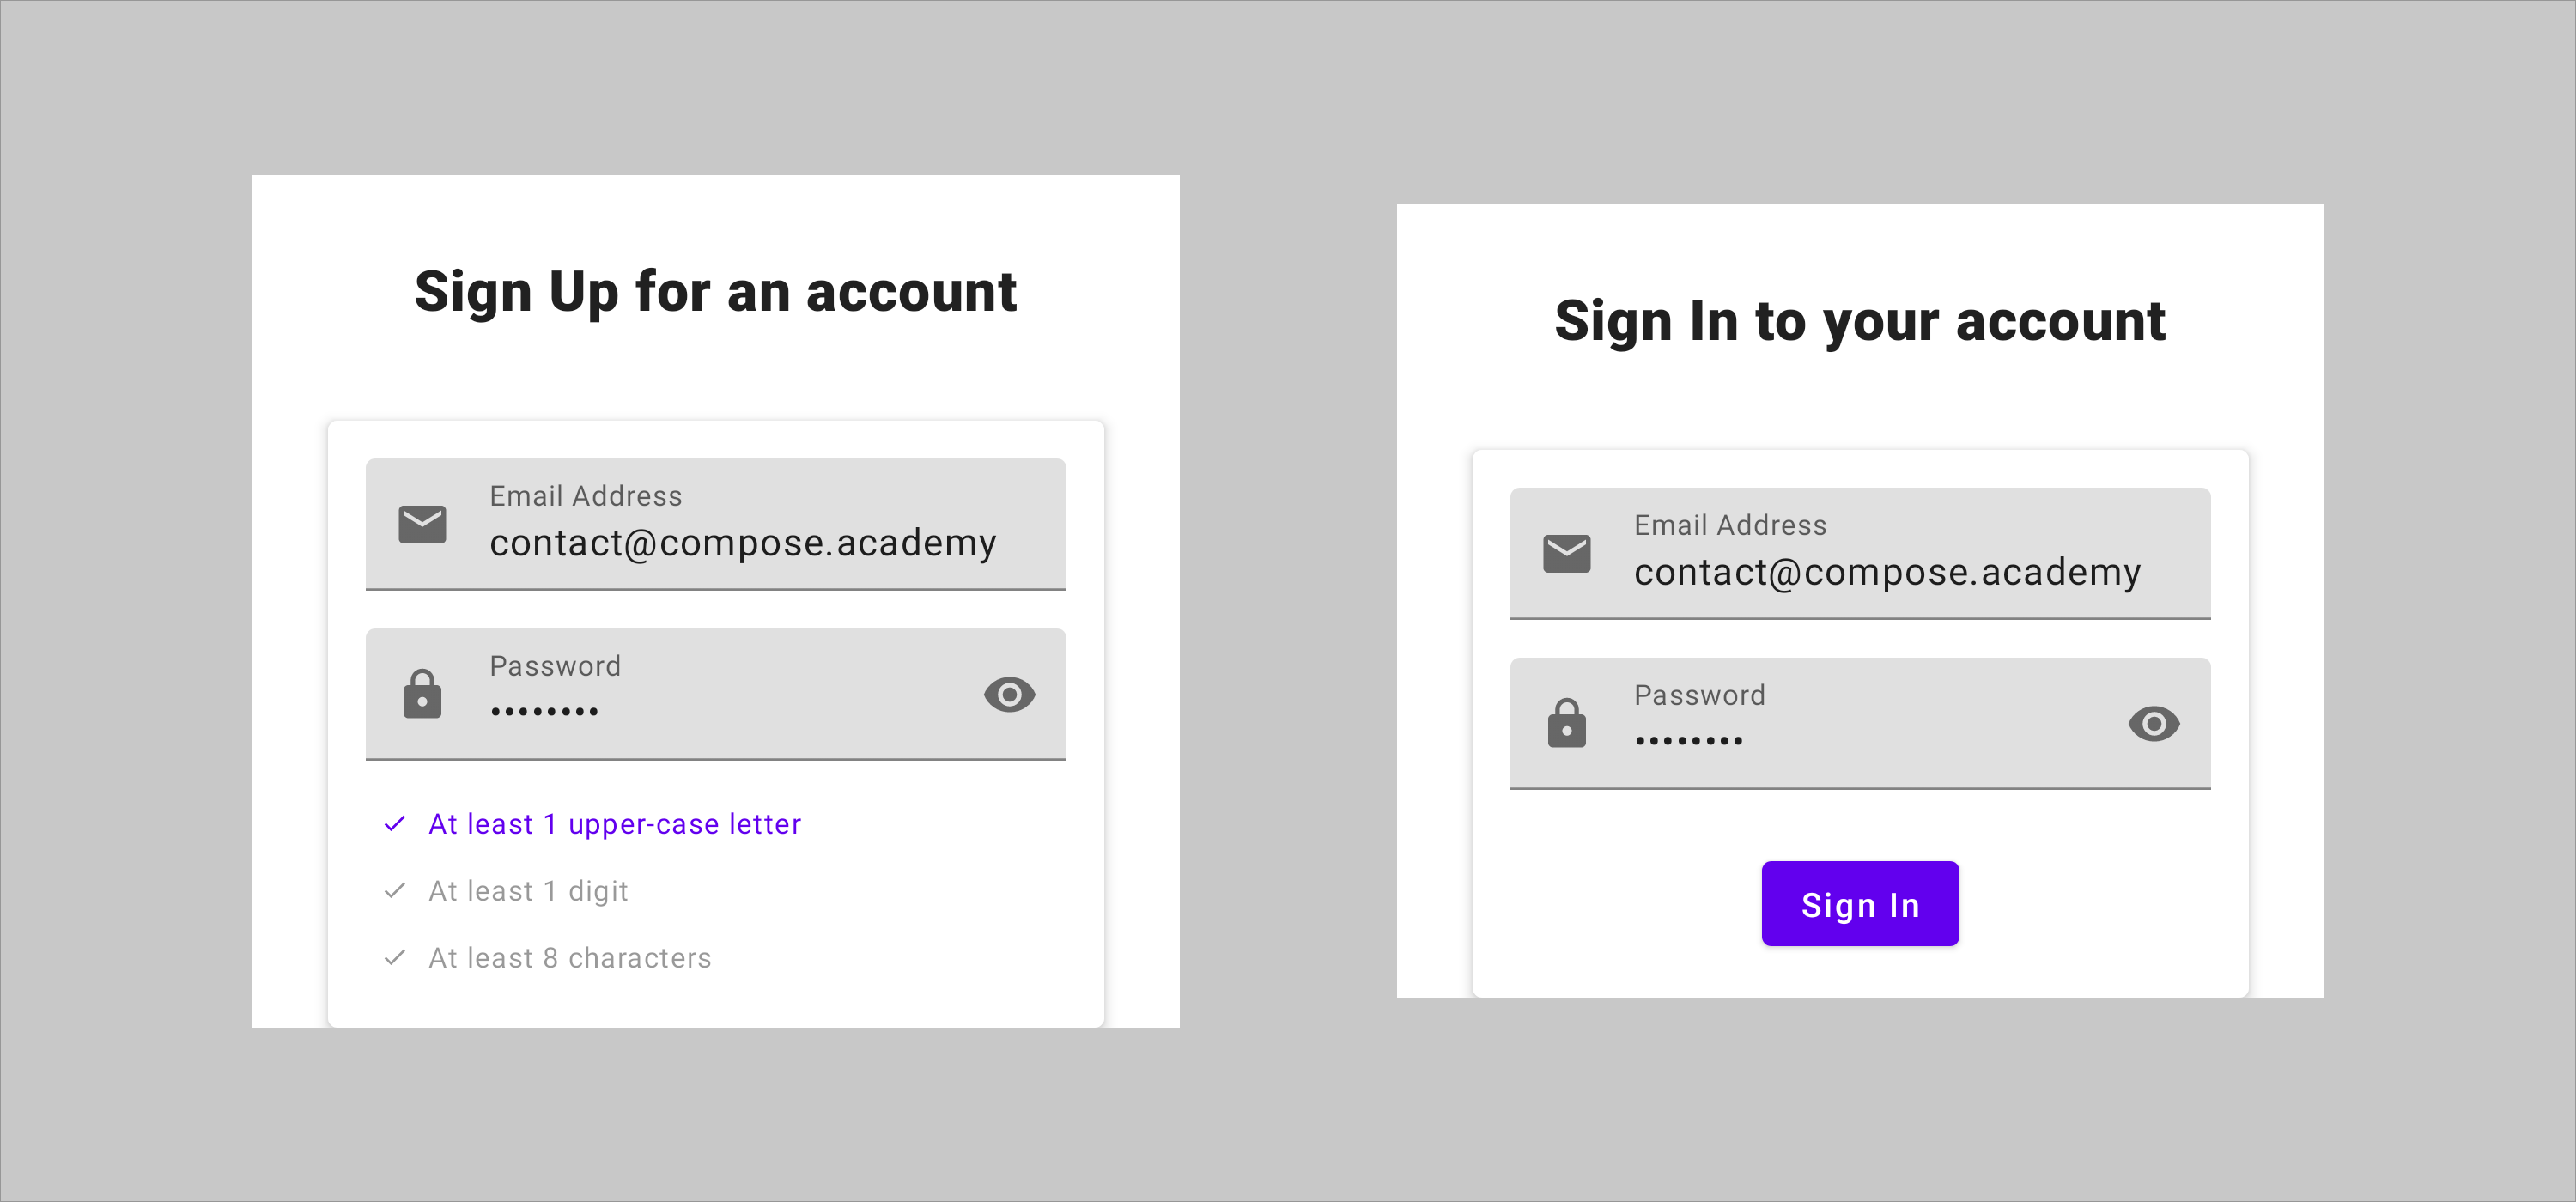 Sign Up for an account
Email Address
contact@compose.academy
Password
••••••••
At least 1 upper-case letter
At least 1 digit
At least 8 characters
Sign In to your account
Email Address
contact@compose.academy
Password
••••••••
Sign In